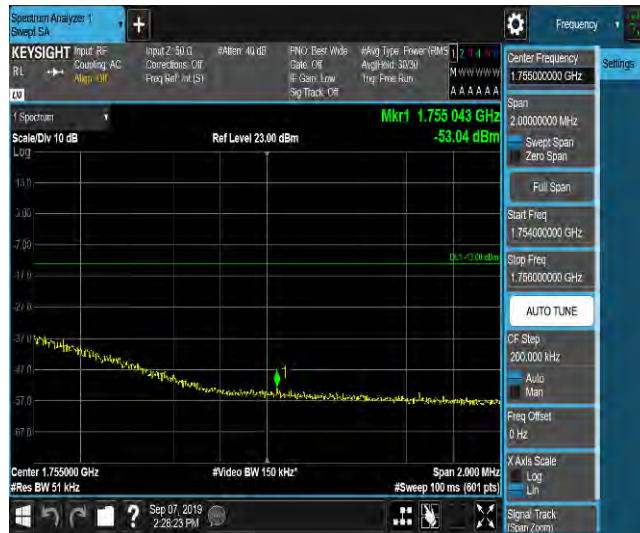 Spectrum Analyzer 1
Swept SA
Frequency
KEYSIGHT
RL
Input: RF
Coupling: AC
Align: Off
Input Z: 50 Ω
Corrections: Off
Freq Ref: Int (S)
#Atten: 40 dB
PNO: Best Wide
Gate: Off
IF Gain: Low
Sig Track: Off
#Avg Type: Power (RMS
Avg|Hold: 30/30
Trig: Free Run
M W W W W W
A A A A A A
1 Spectrum
Scale/Div 10 dB
Ref Level 23.00 dBm
Mkr1 1.755 043 GHz
-53.04 dBm
Log
13.0
3.00
-7.00
DL1 -13.00 dBm
-17.0
-27.0
-37.0
-47.0
1
-57.0
-67.0
Center 1.755000 GHz
#Video BW 150 kHz*
Span 2.000 MHz
#Res BW 51 kHz
#Sweep 100 ms (601 pts)
Sep 07, 2019
2:28:23 PM
Settings
Center Frequency
1.755000000 GHz
Span
2.00000000 MHz
Swept Span
Zero Span
Full Span
Start Freq
1.754000000 GHz
Stop Freq
1.756000000 GHz
AUTO TUNE
CF Step
200.000 kHz
Auto
Man
Freq Offset
0 Hz
X Axis Scale
Log
Lin
Signal Track
(Span Zoom)